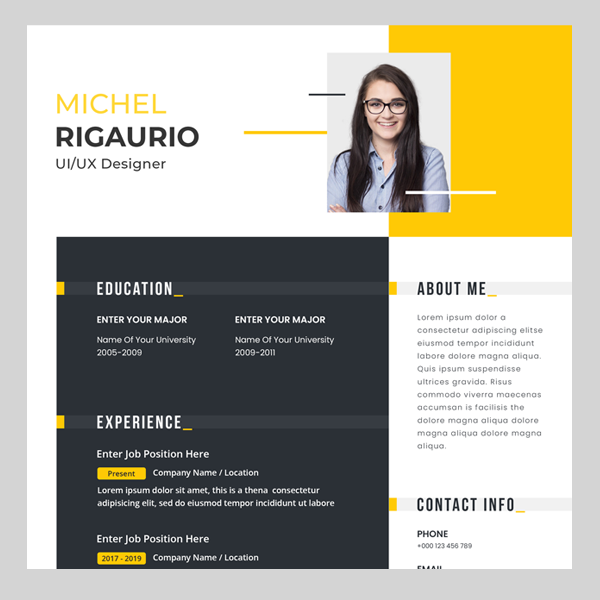 MICHEL
RIGAURIO
UI/UX Designer
EDUCATION_
ENTER YOUR MAJOR
Name Of Your University
2005-2009
ENTER YOUR MAJOR
Name Of Your University
2009-2011
EXPERIENCE_
Enter Job Position Here
Present
Company Name / Location
Lorem ipsum dolor sit amet, this is a thena consectetur
adipiscing elit, sed do eiusmod tempor incididunt ut labore
Enter Job Position Here
2017 - 2019
Company Name / Location
ABOUT ME_
Lorem ipsum dolor a
consectetur adipiscing elitse
eiusmod tempor incididunt
labore dolore magna aliqua.
Quis ipsum suspendisse
ultrices gravida. Risus
commodo viverra maecenas
accumsan is facilisis the
dolore magna aliqua dolore
magna aliqua dolore magna
aliqua.
CONTACT INFO_
PHONE
+000 123 456 789
EMAIL